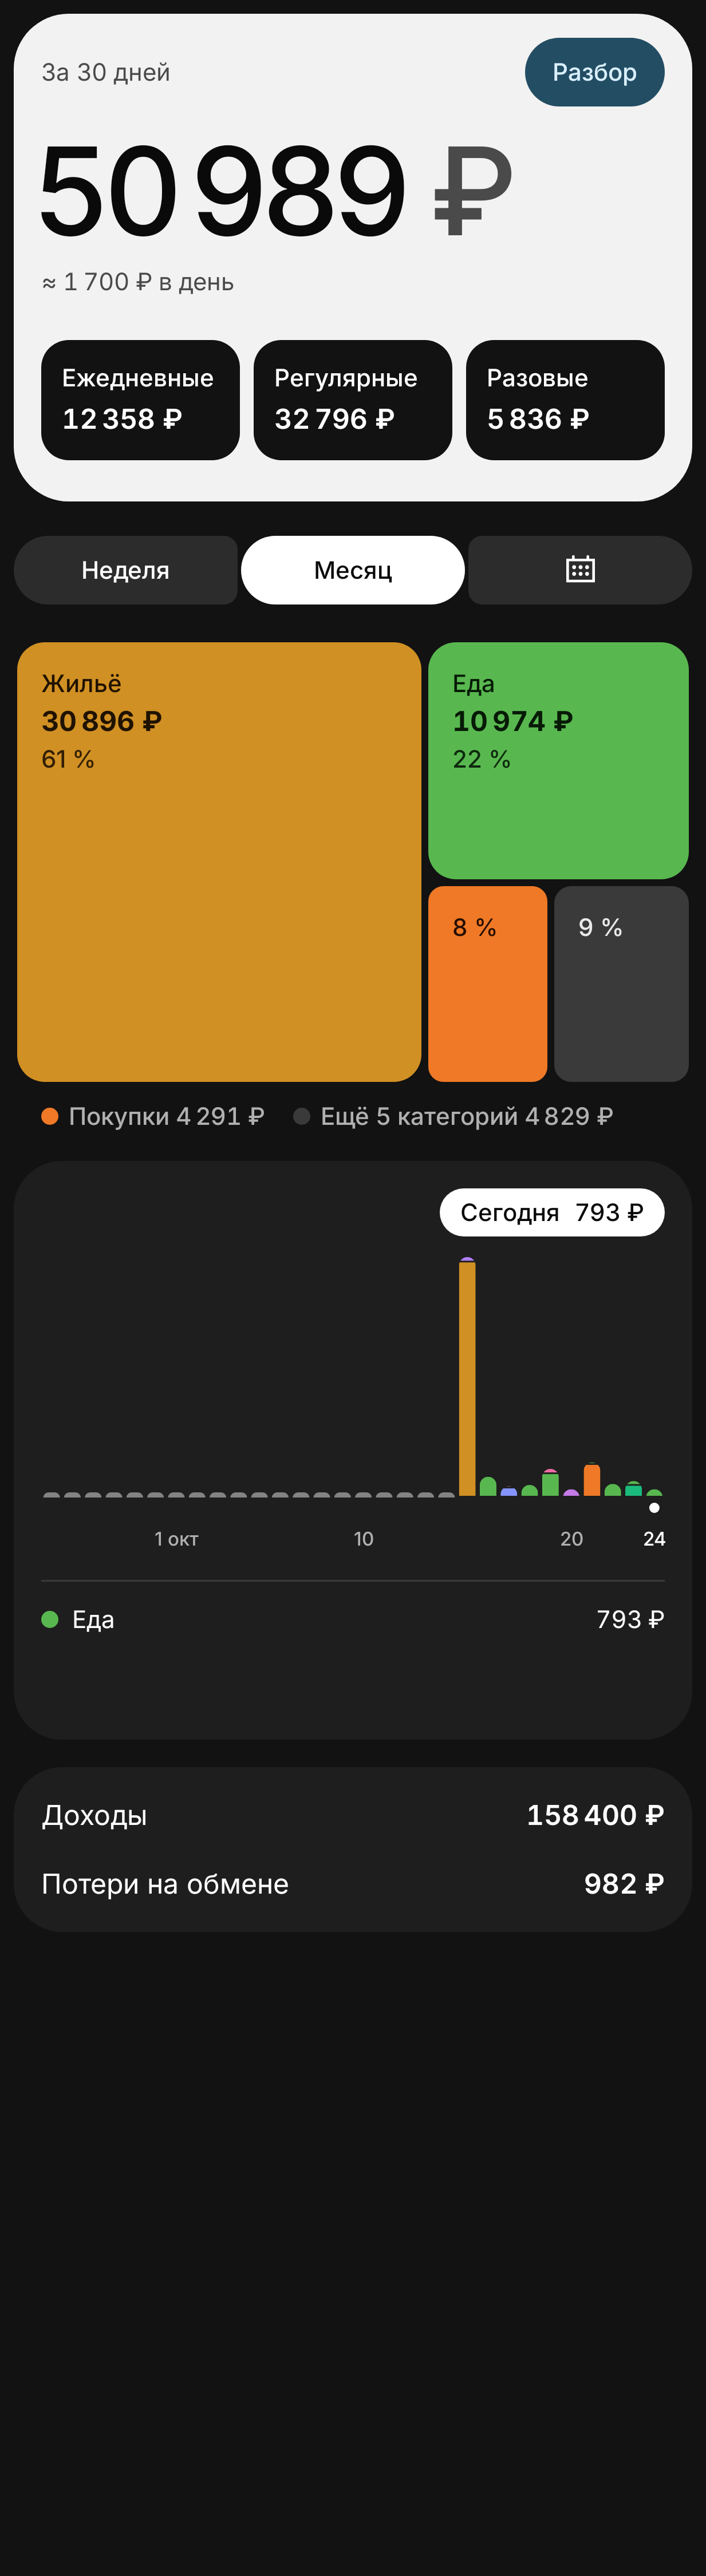 За 30 дней
Разбор
50 989 ₽
≈ 1 700 ₽ в день
Ежедневные
12 358 ₽
Регулярные
32 796 ₽
Разовые
5 836 ₽
Неделя
Месяц
Жильё
30 896 ₽
61 %
Еда
10 974 ₽
22 %
8 %
9 %
Покупки 4 291 ₽
Ещё 5 категорий 4 829 ₽
Сегодня 793 ₽
1 окт
10
20
24
Еда
793 ₽
Доходы
158 400 ₽
Потери на обмене
982 ₽